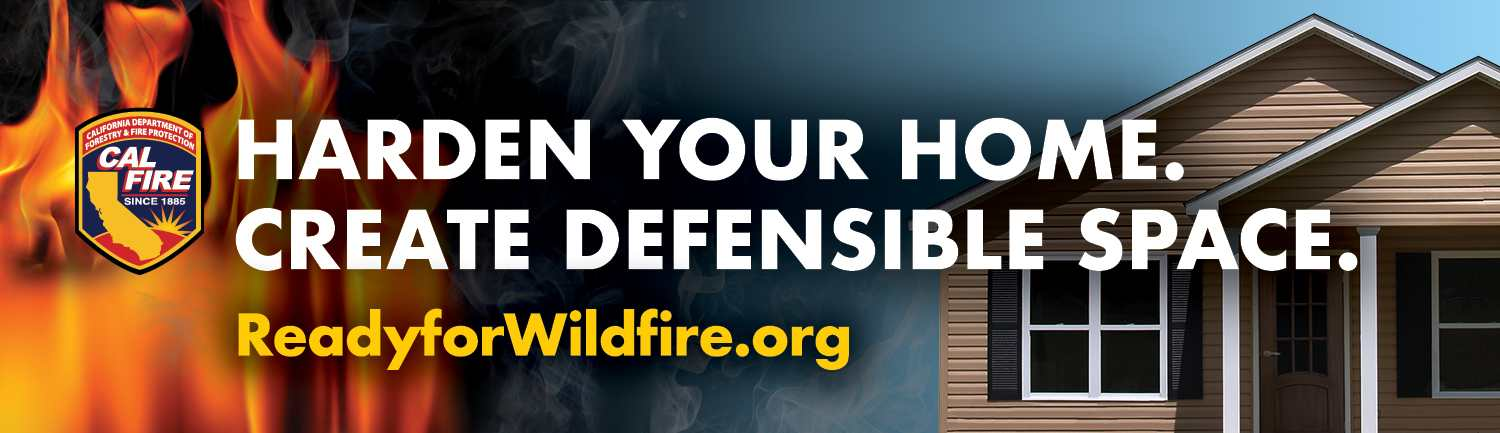 CALIFORNIA DEPARTMENT OF
FORESTRY & FIRE PROTECTION
CAL
FIRE
SINCE 1885
HARDEN YOUR HOME.
CREATE DEFENSIBLE SPACE.
ReadyforWildfire.org